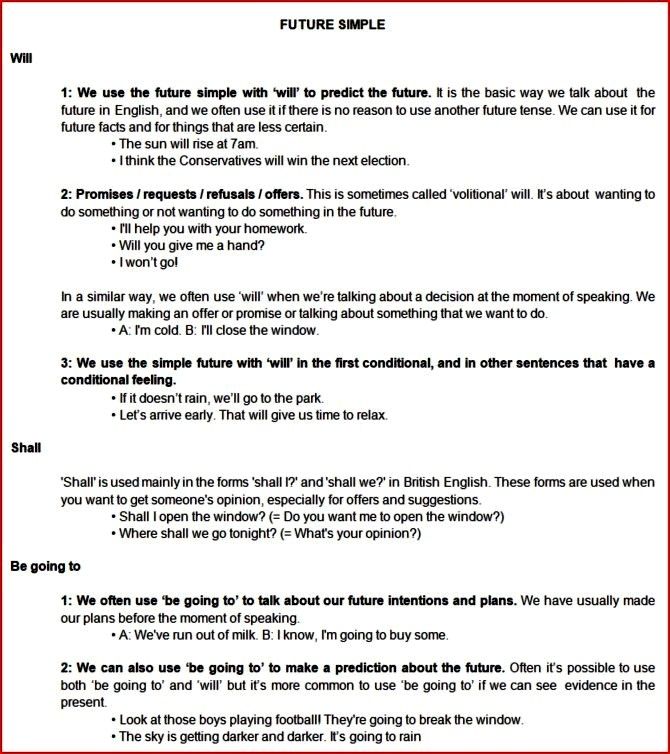 FUTURE SIMPLE
Will
1: We use the future simple with ‘will’ to predict the future. It is the basic way we talk about the
future in English, and we often use it if there is no reason to use another future tense. We can use it for
future facts and for things that are less certain.
• The sun will rise at 7am.
• I think the Conservatives will win the next election.
2: Promises / requests / refusals / offers. This is sometimes called ‘volitional’ will. It’s about wanting to
do something or not wanting to do something in the future.
• I'll help you with your homework.
• Will you give me a hand?
• I won’t go!
In a similar way, we often use ‘will’ when we’re talking about a decision at the moment of speaking. We
are usually making an offer or promise or talking about something that we want to do.
• A: I'm cold. B: I'll close the window.
3: We use the simple future with ‘will’ in the first conditional, and in other sentences that have a
conditional feeling.
• If it doesn’t rain, we’ll go to the park.
• Let’s arrive early. That will give us time to relax.
Shall
'Shall' is used mainly in the forms 'shall I?' and 'shall we?' in British English. These forms are used when
you want to get someone's opinion, especially for offers and suggestions.
• Shall I open the window? (= Do you want me to open the window?)
• Where shall we go tonight? (= What's your opinion?)
Be going to
1: We often use ‘be going to’ to talk about our future intentions and plans. We have usually made
our plans before the moment of speaking.
• A: We've run out of milk. B: I know, I'm going to buy some.
2: We can also use ‘be going to’ to make a prediction about the future. Often it’s possible to use
both ‘be going to’ and ‘will’ but it’s more common to use ‘be going to’ if we can see evidence in the
present.
• Look at those boys playing football! They're going to break the window.
• The sky is getting darker and darker. It’s going to rain